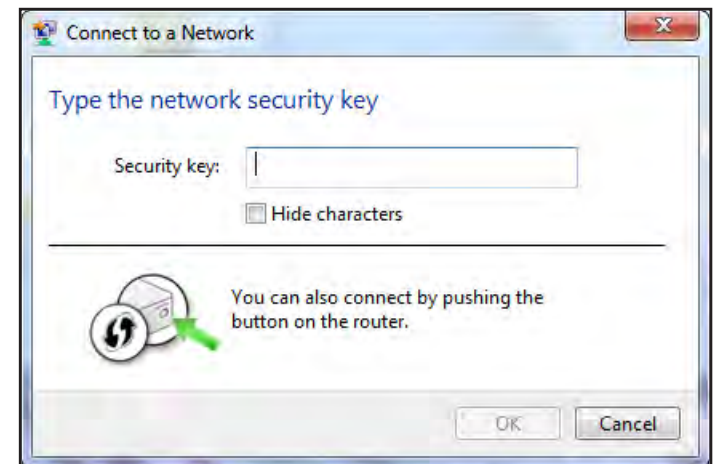 Connect to a Network
Type the network security key
Security key:
Hide characters
You can also connect by pushing the
button on the router.
OK
Cancel